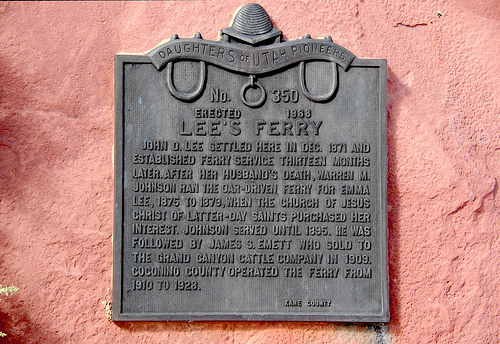 DAUGHTERS OF UTAH PIONEERS
No. 350
ERECTED 1968
LEE'S FERRY
JOHN D. LEE SETTLED HERE IN DEC. 1871 AND
ESTABLISHED FERRY SERVICE THIRTEEN MONTHS
LATER. AFTER HER HUSBAND'S DEATH, WARREN M.
JOHNSON RAN THE OAR-DRIVEN FERRY FOR EMMA
LEE, 1875 TO 1879, WHEN THE CHURCH OF JESUS
CHRIST OF LATTER-DAY SAINTS PURCHASED HER
INTEREST. JOHNSON SERVED UNTIL 1895. HE WAS
FOLLOWED BY JAMES S. EMETT WHO SOLD TO
THE GRAND CANYON CATTLE COMPANY IN 1909.
COCONINO COUNTY OPERATED THE FERRY FROM
1910 TO 1928.
KANE COUNTY